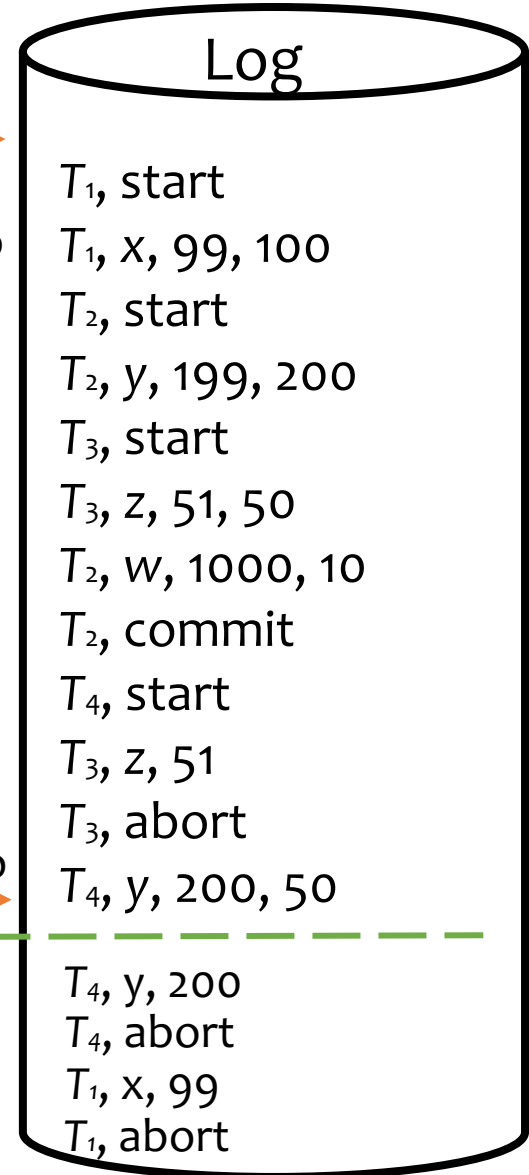 Log
T₁, start
T₁, x, 99, 100
T₂, start
T₂, y, 199, 200
T₃, start
T₃, z, 51, 50
T₂, w, 1000, 10
T₂, commit
T₄, start
T₃, z, 51
T₃, abort
T₄, y, 200, 50
T₄, y, 200
T₄, abort
T₁, x, 99
T₁, abort